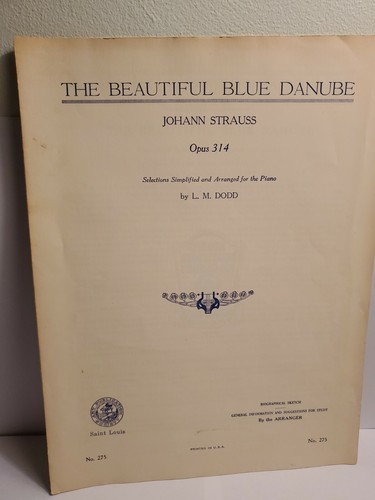 THE BEAUTIFUL BLUE DANUBE
JOHANN STRAUSS
Opus 314
Selections Simplified and Arranged for the Piano
by L. M. DODD
BIOGRAPHICAL SKETCH
GENERAL INFORMATION AND SUGGESTIONS FOR STUDY
By the ARRANGER
Saint Louis
No. 275
No. 275